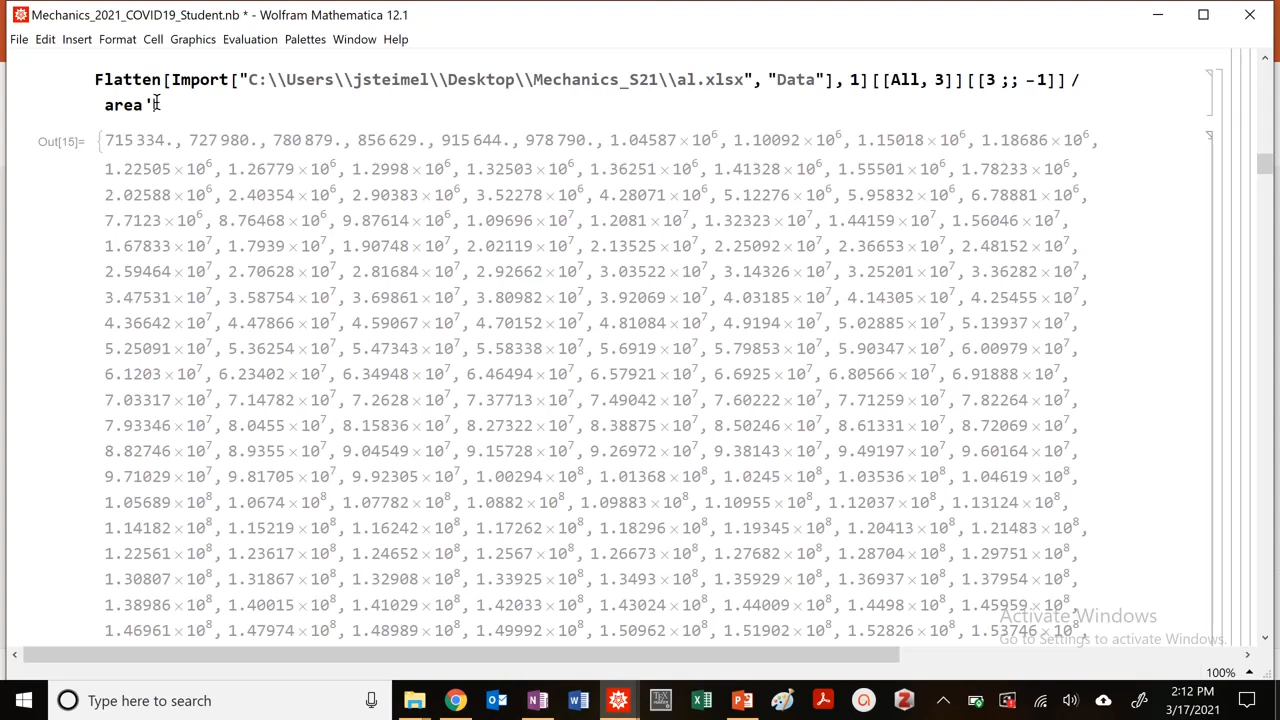 Mechanics_2021_COVID19_Student.nb * - Wolfram Mathematica 12.1
File Edit Insert Format Cell Graphics Evaluation Palettes Window Help
Flatten[Import["C:\\Users\\jsteimel\\Desktop\\Mechanics_S21\\al.xlsx", "Data"], 1][[All, 3]][[3 ;; -1]] /
area '
Out[15]= {715 334., 727 980., 780 879., 856 629., 915 644., 978 790., 1.04587×10^6, 1.10092×10^6, 1.15018×10^6, 1.18686×10^6,
1.22505×10^6, 1.26779×10^6, 1.2998×10^6, 1.32503×10^6, 1.36251×10^6, 1.41328×10^6, 1.55501×10^6, 1.78233×10^6,
2.02588×10^6, 2.40354×10^6, 2.90383×10^6, 3.52278×10^6, 4.28071×10^6, 5.12276×10^6, 5.95832×10^6, 6.78881×10^6,
7.7123×10^6, 8.76468×10^6, 9.87614×10^6, 1.09696×10^7, 1.2081×10^7, 1.32323×10^7, 1.44159×10^7, 1.56046×10^7,
1.67833×10^7, 1.7939×10^7, 1.90748×10^7, 2.02119×10^7, 2.13525×10^7, 2.25092×10^7, 2.36653×10^7, 2.48152×10^7,
2.59464×10^7, 2.70628×10^7, 2.81684×10^7, 2.92662×10^7, 3.03522×10^7, 3.14326×10^7, 3.25201×10^7, 3.36282×10^7,
3.47531×10^7, 3.58754×10^7, 3.69861×10^7, 3.80982×10^7, 3.92069×10^7, 4.03185×10^7, 4.14305×10^7, 4.25455×10^7,
4.36642×10^7, 4.47866×10^7, 4.59067×10^7, 4.70152×10^7, 4.81084×10^7, 4.9194×10^7, 5.02885×10^7, 5.13937×10^7,
5.25091×10^7, 5.36254×10^7, 5.47343×10^7, 5.58338×10^7, 5.6919×10^7, 5.79853×10^7, 5.90347×10^7, 6.00979×10^7,
6.1203×10^7, 6.23402×10^7, 6.34948×10^7, 6.46494×10^7, 6.57921×10^7, 6.6925×10^7, 6.80566×10^7, 6.91888×10^7,
7.03317×10^7, 7.14782×10^7, 7.2628×10^7, 7.37713×10^7, 7.49042×10^7, 7.60222×10^7, 7.71259×10^7, 7.82264×10^7,
7.93346×10^7, 8.0455×10^7, 8.15836×10^7, 8.27322×10^7, 8.38875×10^7, 8.50246×10^7, 8.61331×10^7, 8.72069×10^7,
8.82746×10^7, 8.9355×10^7, 9.04549×10^7, 9.15728×10^7, 9.26972×10^7, 9.38143×10^7, 9.49197×10^7, 9.60164×10^7,
9.71029×10^7, 9.81705×10^7, 9.92305×10^7, 1.00294×10^8, 1.01368×10^8, 1.0245×10^8, 1.03536×10^8, 1.04619×10^8,
1.05689×10^8, 1.0674×10^8, 1.07782×10^8, 1.0882×10^8, 1.09883×10^8, 1.10955×10^8, 1.12037×10^8, 1.13124×10^8,
1.14182×10^8, 1.15219×10^8, 1.16242×10^8, 1.17262×10^8, 1.18296×10^8, 1.19345×10^8, 1.20413×10^8, 1.21483×10^8,
1.22561×10^8, 1.23617×10^8, 1.24652×10^8, 1.2567×10^8, 1.26673×10^8, 1.27682×10^8, 1.28704×10^8, 1.29751×10^8,
1.30807×10^8, 1.31867×10^8, 1.32908×10^8, 1.33925×10^8, 1.3493×10^8, 1.35929×10^8, 1.36937×10^8, 1.37954×10^8,
1.38986×10^8, 1.40015×10^8, 1.41029×10^8, 1.42033×10^8, 1.43024×10^8, 1.44009×10^8, 1.4498×10^8, 1.45959×10^8,
1.46961×10^8, 1.47974×10^8, 1.48989×10^8, 1.49992×10^8, 1.50962×10^8, 1.51902×10^8, 1.52826×10^8, 1.53746×10^8,
Activate Windows
Go to Settings to activate Windows.
100%
Type here to search
2:12 PM
3/17/2021